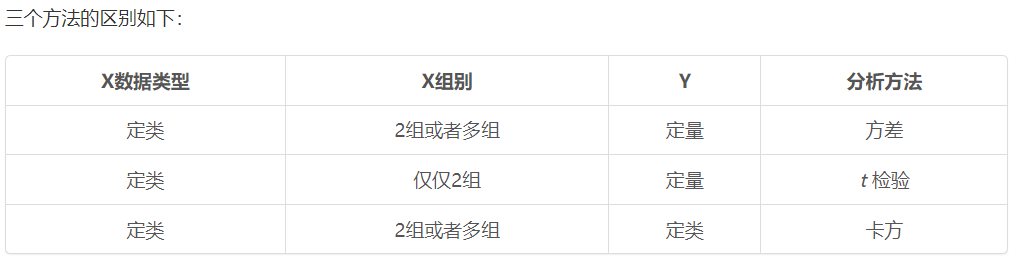 三个方法的区别如下：
X数据类型 X组别 Y 分析方法
定类 2组或者多组 定量 方差
定类 仅仅2组 定量 t 检验
定类 2组或者多组 定类 卡方